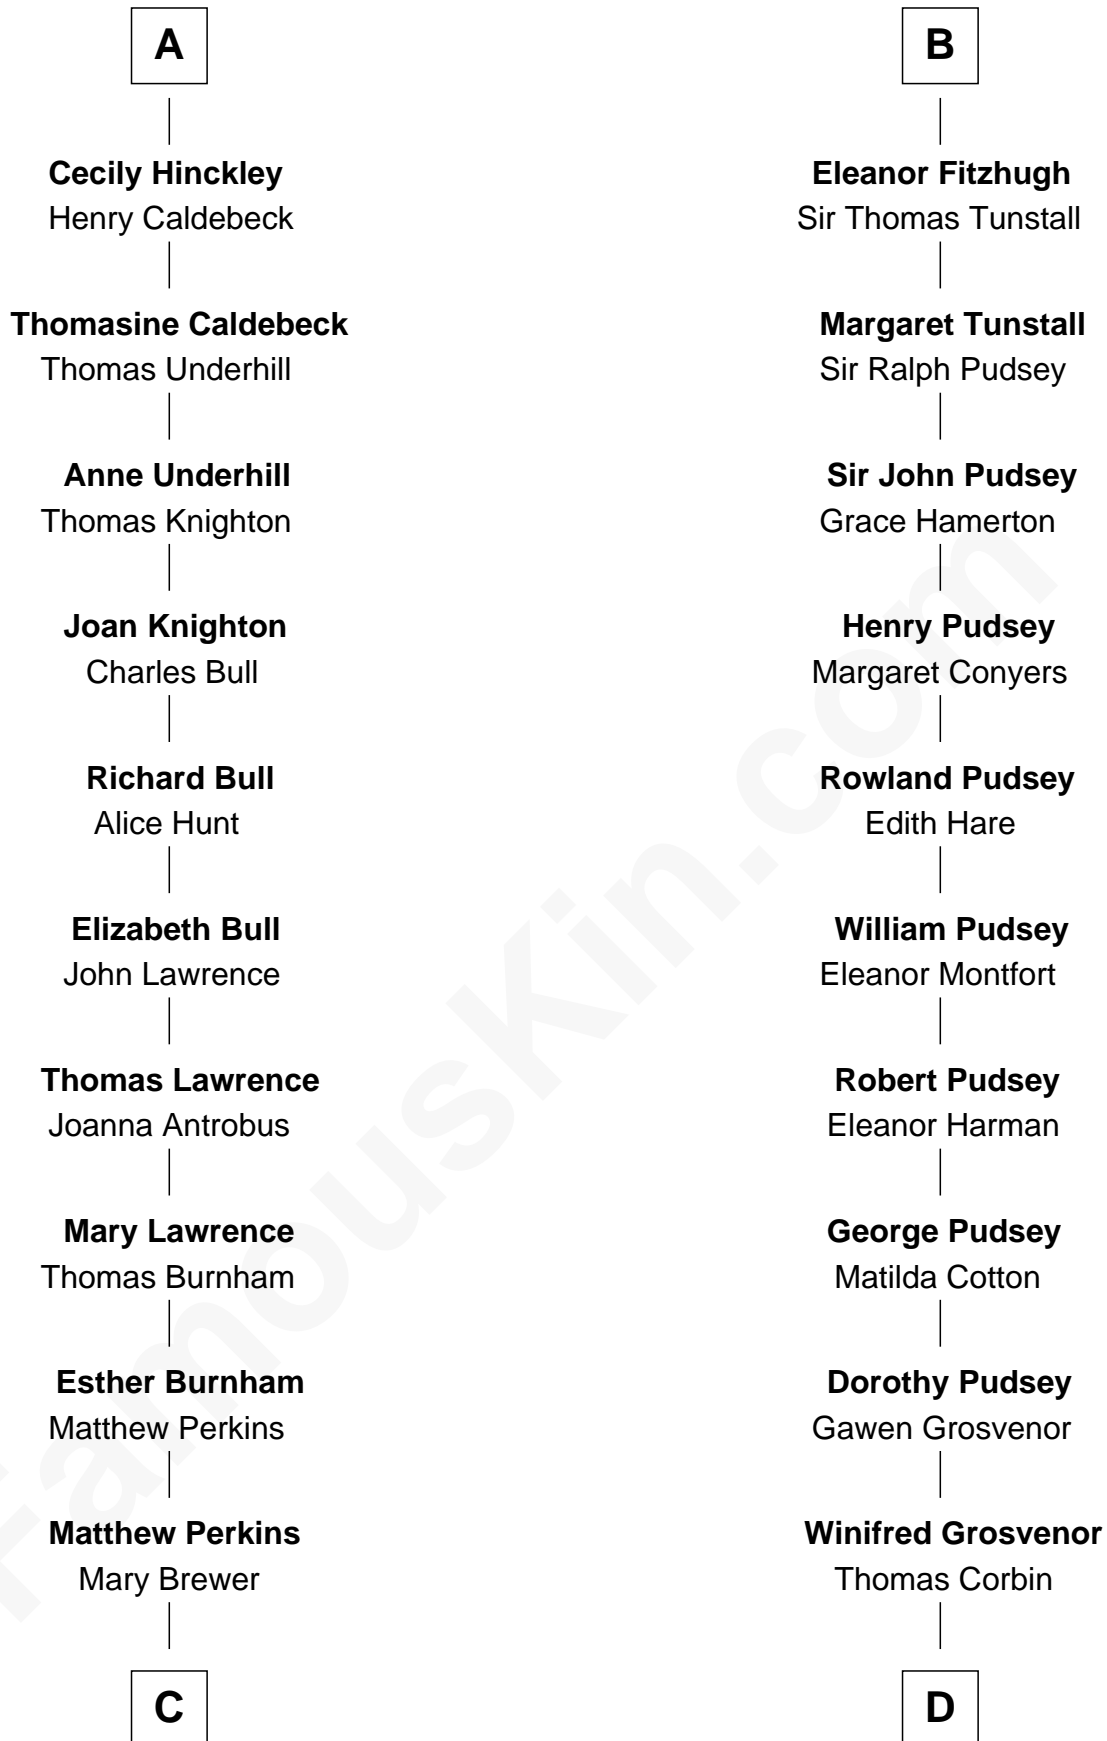 A
Cecily Hinckley
Henry Caldebeck
Thomasine Caldebeck
Thomas Underhill
Anne Underhill
Thomas Knighton
Joan Knighton
Charles Bull
Richard Bull
Alice Hunt
Elizabeth Bull
John Lawrence
Thomas Lawrence
Joanna Antrobus
Mary Lawrence
Thomas Burnham
Esther Burnham
Matthew Perkins
Matthew Perkins
Mary Brewer
C
B
Eleanor Fitzhugh
Sir Thomas Tunstall
Margaret Tunstall
Sir Ralph Pudsey
Sir John Pudsey
Grace Hamerton
Henry Pudsey
Margaret Conyers
Rowland Pudsey
Edith Hare
William Pudsey
Eleanor Montfort
Robert Pudsey
Eleanor Harman
George Pudsey
Matilda Cotton
Dorothy Pudsey
Gawen Grosvenor
Winifred Grosvenor
Thomas Corbin
D
FamousKin.com